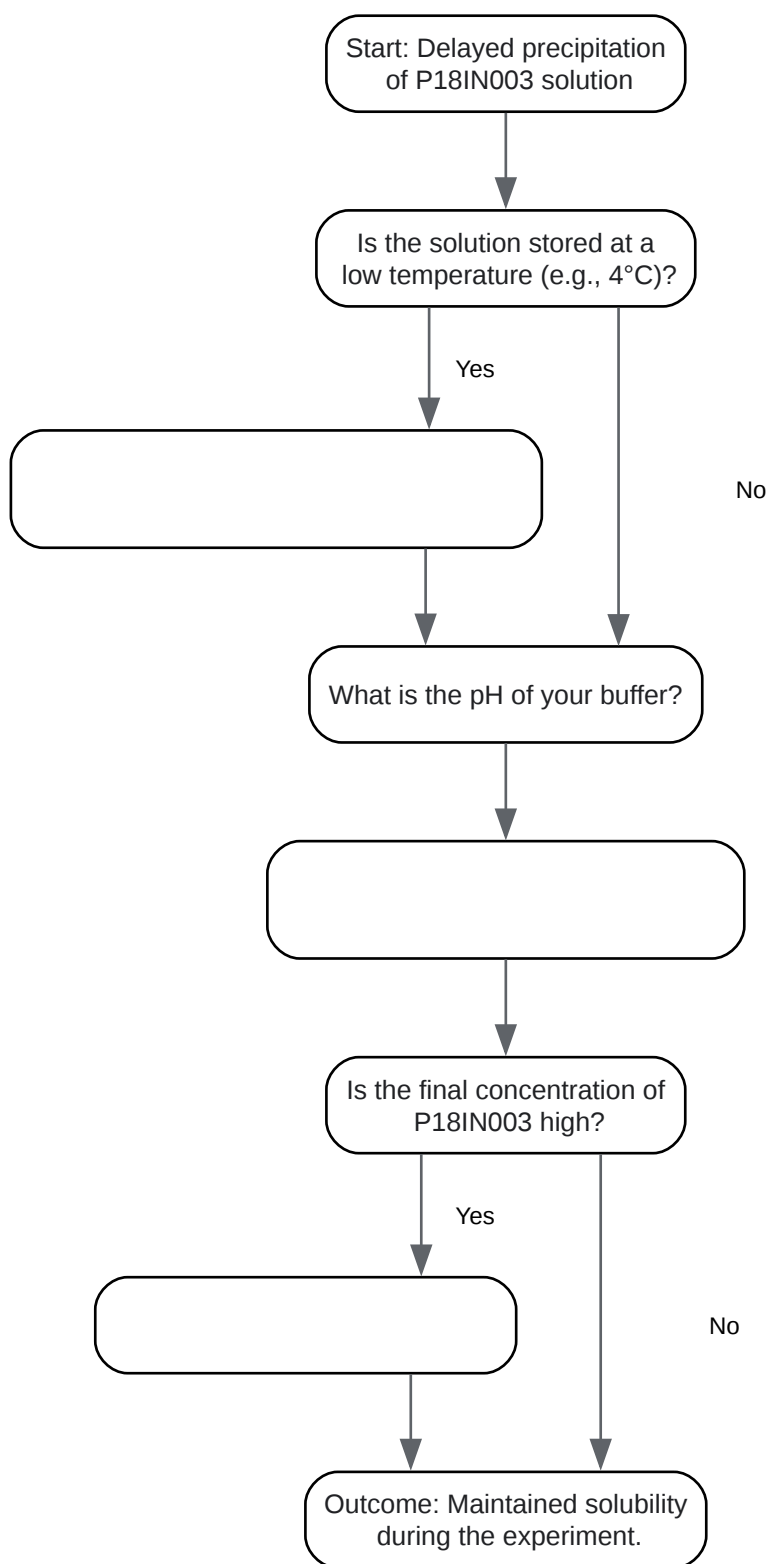 Start: Delayed precipitation
of P18IN003 solution
Is the solution stored at a
low temperature (e.g., 4°C)?
Yes
No
What is the pH of your buffer?
Is the final concentration of
P18IN003 high?
Yes
No
Outcome: Maintained solubility
during the experiment.